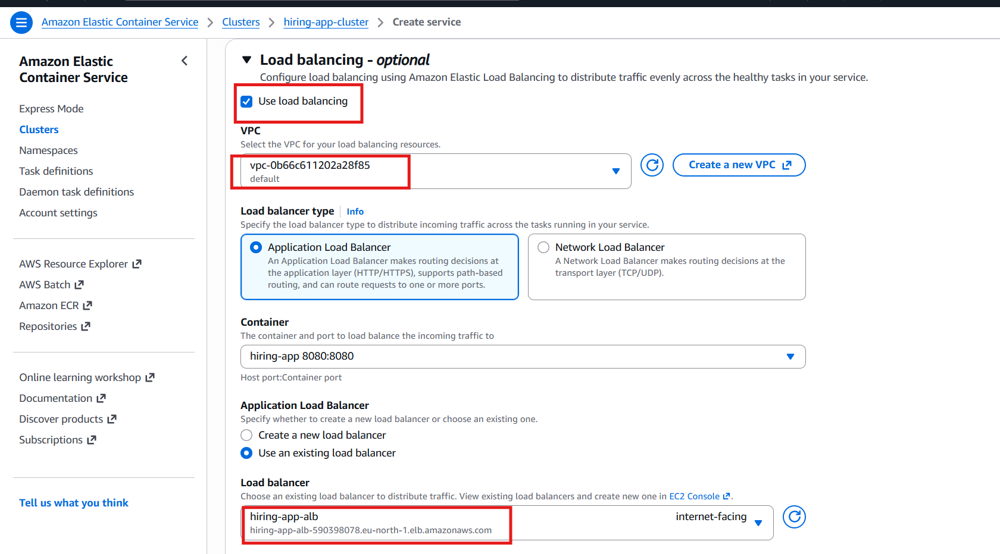 Amazon Elastic Container Service > Clusters > hiring-app-cluster > Create service
Amazon Elastic
Container Service
Express Mode
Clusters
Namespaces
Task definitions
Daemon task definitions
Account settings
AWS Resource Explorer
AWS Batch
Amazon ECR
Repositories
Online learning workshop
Documentation
Discover products
Subscriptions
Tell us what you think
Load balancing - optional
Configure load balancing using Amazon Elastic Load Balancing to distribute traffic evenly across the healthy tasks in your service.
Use load balancing
VPC
Select the VPC for your load balancing resources.
vpc-0b66c611202a28f85
default
Create a new VPC
Load balancer type Info
Specify the load balancer type to distribute incoming traffic across the tasks running in your service.
Application Load Balancer
An Application Load Balancer makes routing decisions at
the application layer (HTTP/HTTPS), supports path-based
routing, and can route requests to one or more ports.
Network Load Balancer
A Network Load Balancer makes routing decisions at the
transport layer (TCP/UDP).
Container
The container and port to load balance the incoming traffic to
hiring-app 8080:8080
Host port:Container port
Application Load Balancer
Specify whether to create a new load balancer or choose an existing one.
Create a new load balancer
Use an existing load balancer
Load balancer
Choose an existing load balancer to distribute traffic. View existing load balancers and create new one in EC2 Console.
hiring-app-alb
internet-facing
hiring-app-alb-590398078.eu-north-1.elb.amazonaws.com